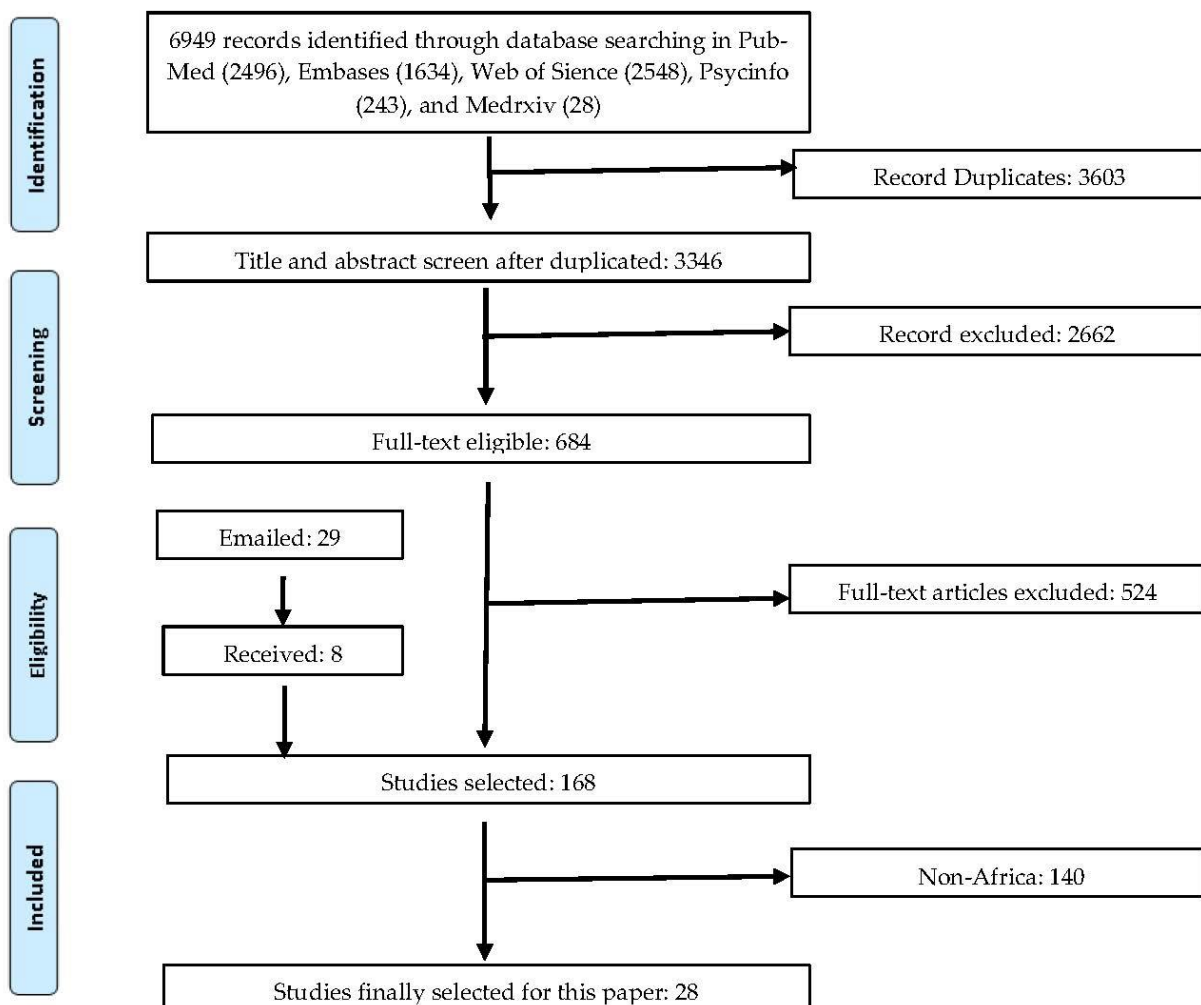 Identification
6949 records identified through database searching in Pub-
Med (2496), Embases (1634), Web of Sience (2548), Psycinfo
(243), and Medrxiv (28)
Record Duplicates: 3603
Title and abstract screen after duplicated: 3346
Screening
Record excluded: 2662
Full-text eligible: 684
Eligibility
Emailed: 29
Full-text articles excluded: 524
Received: 8
Studies selected: 168
Included
Non-Africa: 140
Studies finally selected for this paper: 28